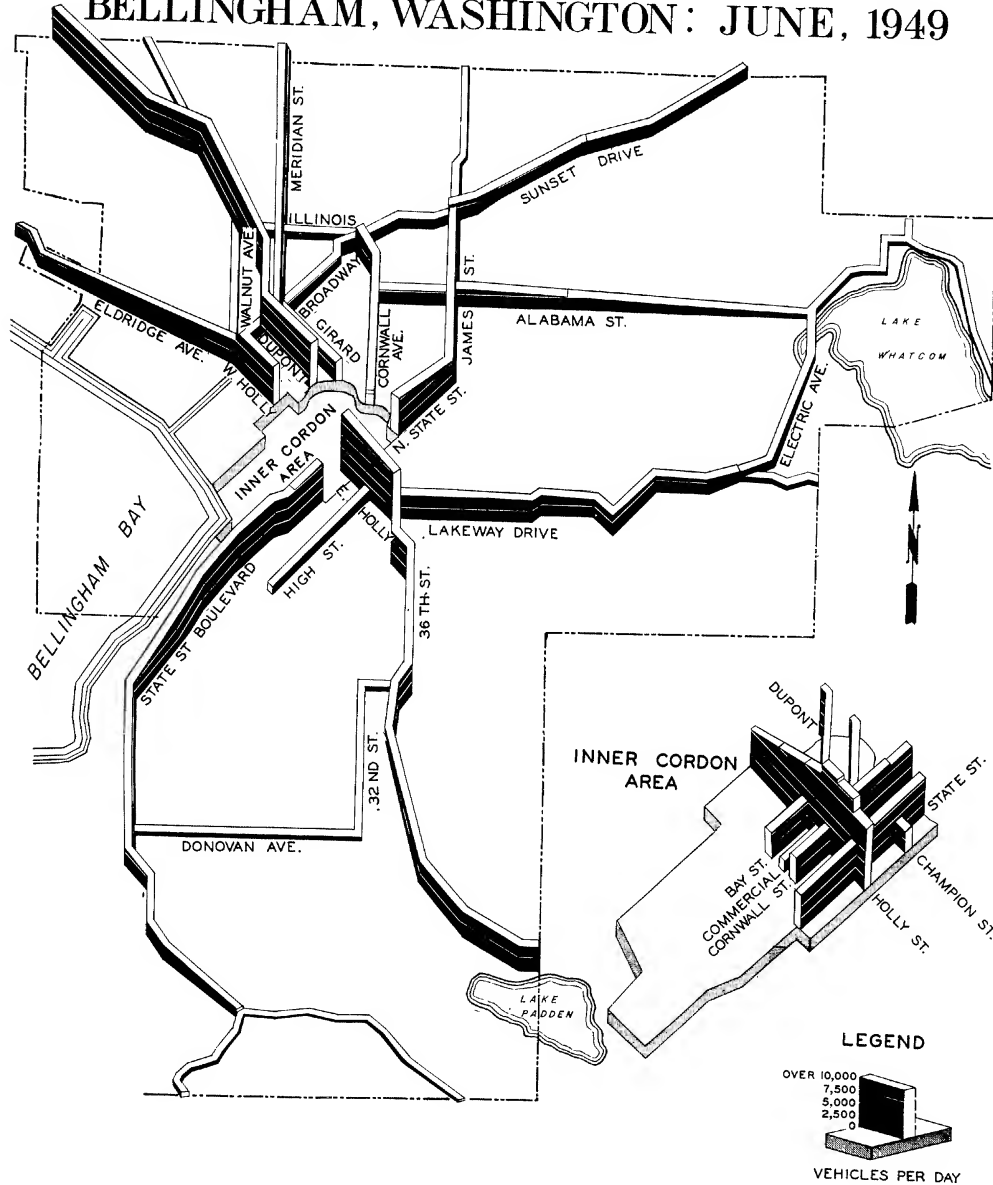 BELLINGHAM, WASHINGTON: JUNE, 1949
MERIDIAN ST.
SUNSET DRIVE
ILLINOIS
WALNUT AVE.
BROADWAY
ELDRIDGE AVE.
DUPONT
GIRARD
CORNWALL
AVE.
JAMES ST.
ALABAMA ST.
LAKE
WHATCOM
W HOLLY
N. STATE ST.
ELECTRIC AVE.
INNER CORDON
AREA
E. HOLLY
LAKEWAY DRIVE
HIGH ST.
N
BELLINGHAM BAY
STATE ST BOULEVARD
36 TH ST.
32 ND ST.
DONOVAN AVE.
LAKE
PADDEN
INNER CORDON
AREA
DUPONT
STATE ST.
BAY ST.
COMMERCIAL
CORNWALL ST.
CHAMPION ST.
HOLLY ST.
LEGEND
OVER 10,000
7,500
5,000
2,500
0
VEHICLES PER DAY